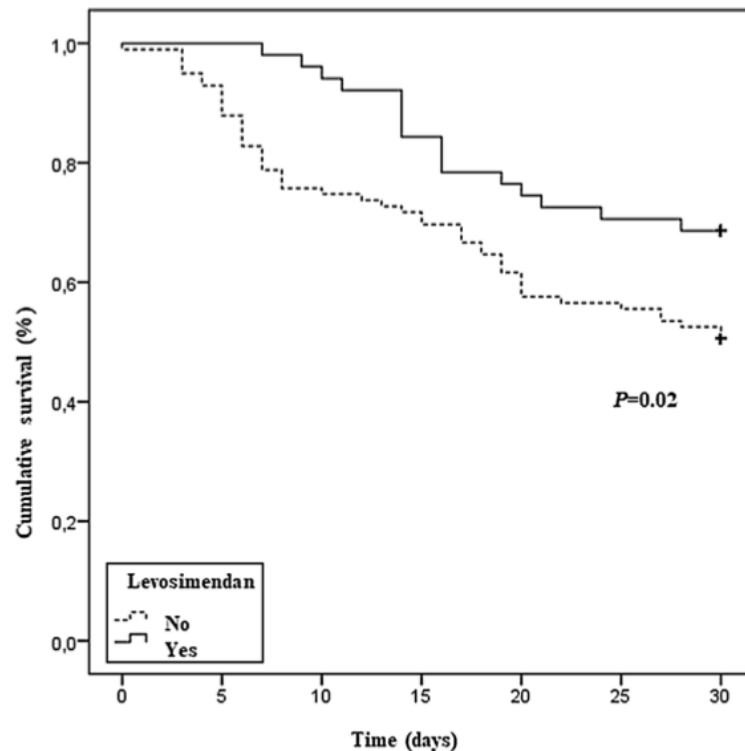 1,0
0,8
0,6
0,4
0,2
0,0
Cumulative survival (%)
P=0.02
Levosimendan
No
Yes
0 5 10 15 20 25 30
Time (days)